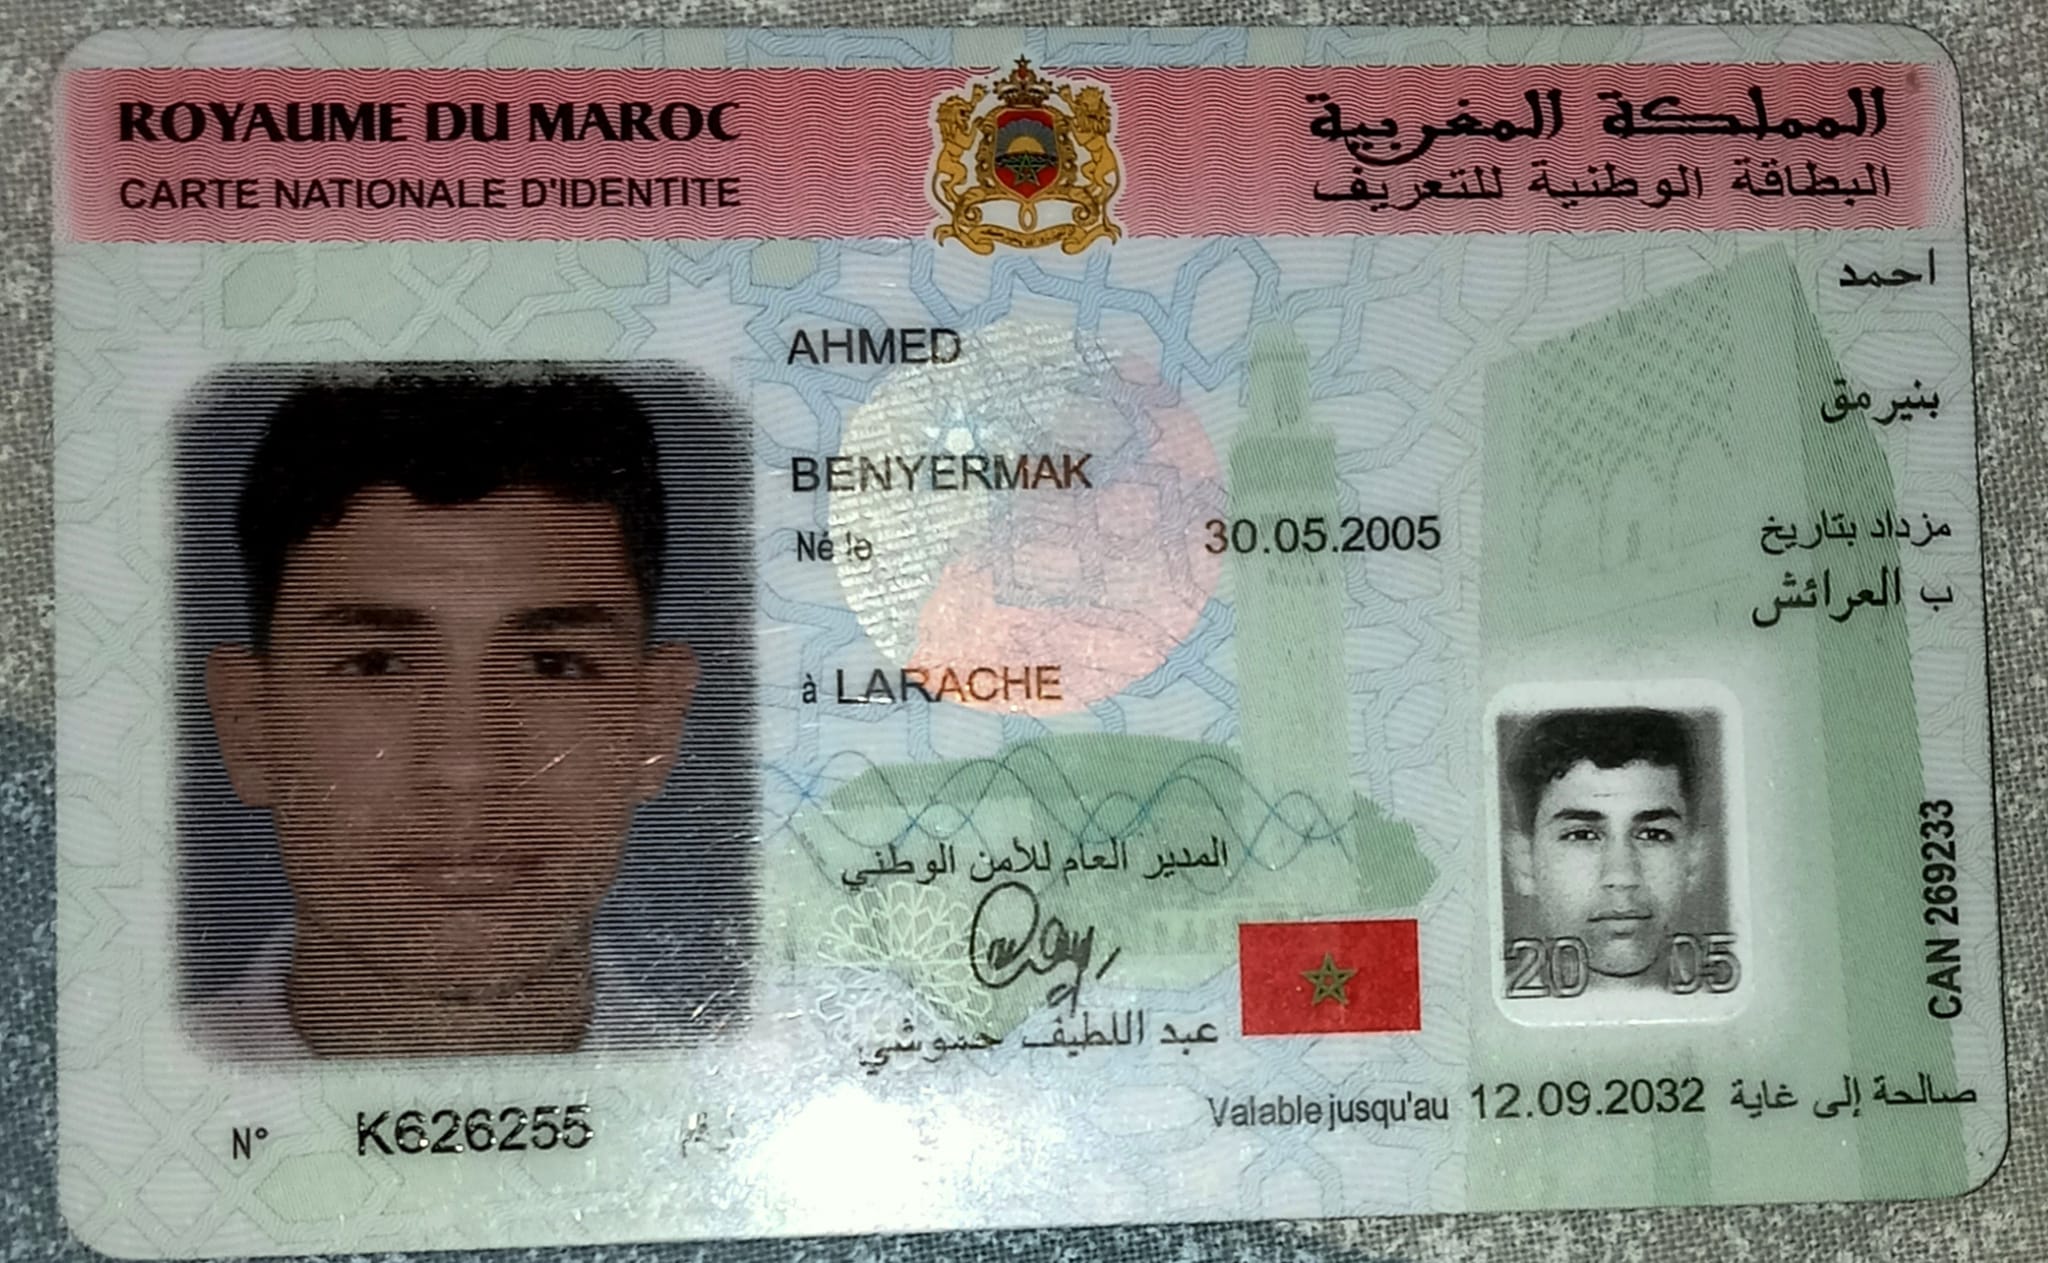 ROYAUME DU MAROC
المملكة المغربية
CARTE NATIONALE D'IDENTITE
البطاقة الوطنية للتعريف
احمد
AHMED
بنيرمق
BENYERMAK
Né le 30.05.2005 مزداد بتاريخ
ب العرائش
à LARACHE
CAN 269233
المدير العام للأمن الوطني
20 05
عبد اللطيف حموشي
Valable jusqu'au 12.09.2032 صالحة إلى غاية
N° K626255 رقم